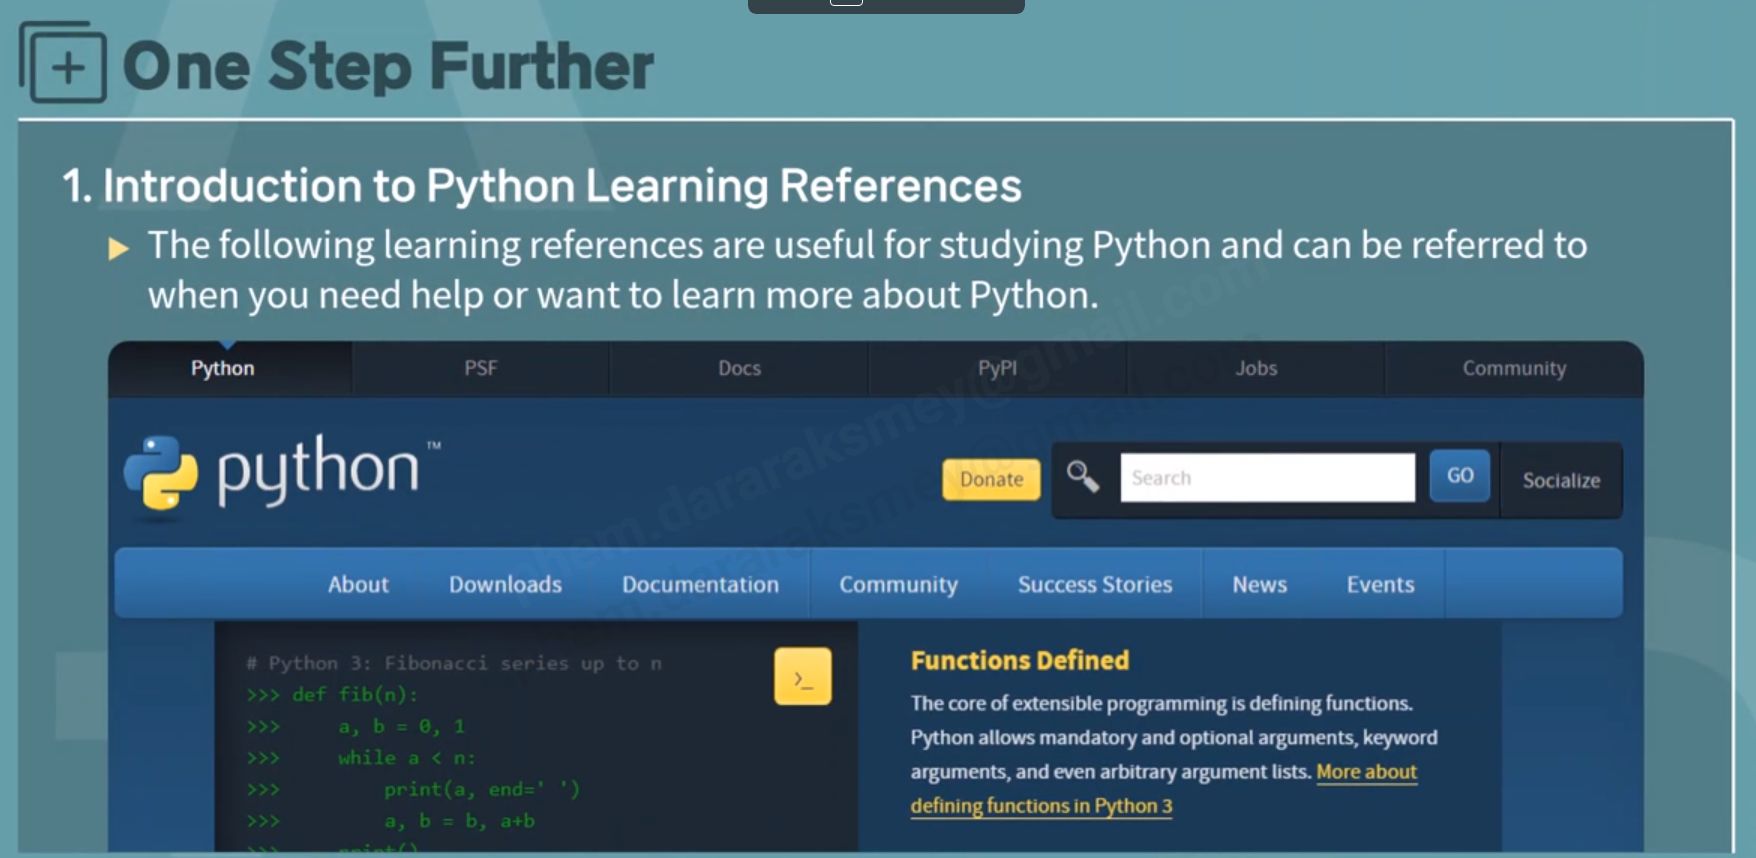 One Step Further
1. Introduction to Python Learning References
The following learning references are useful for studying Python and can be referred to
when you need help or want to learn more about Python.
Python PSF Docs PyPI Jobs Community
python™
Donate Search GO Socialize
About Downloads Documentation Community Success Stories News Events
# Python 3: Fibonacci series up to n
>>> def fib(n):
>>> a, b = 0, 1
>>> while a < n:
>>> print(a, end=' ')
>>> a, b = b, a+b
>>> print()
>_
Functions Defined
The core of extensible programming is defining functions.
Python allows mandatory and optional arguments, keyword
arguments, and even arbitrary argument lists. More about
defining functions in Python 3